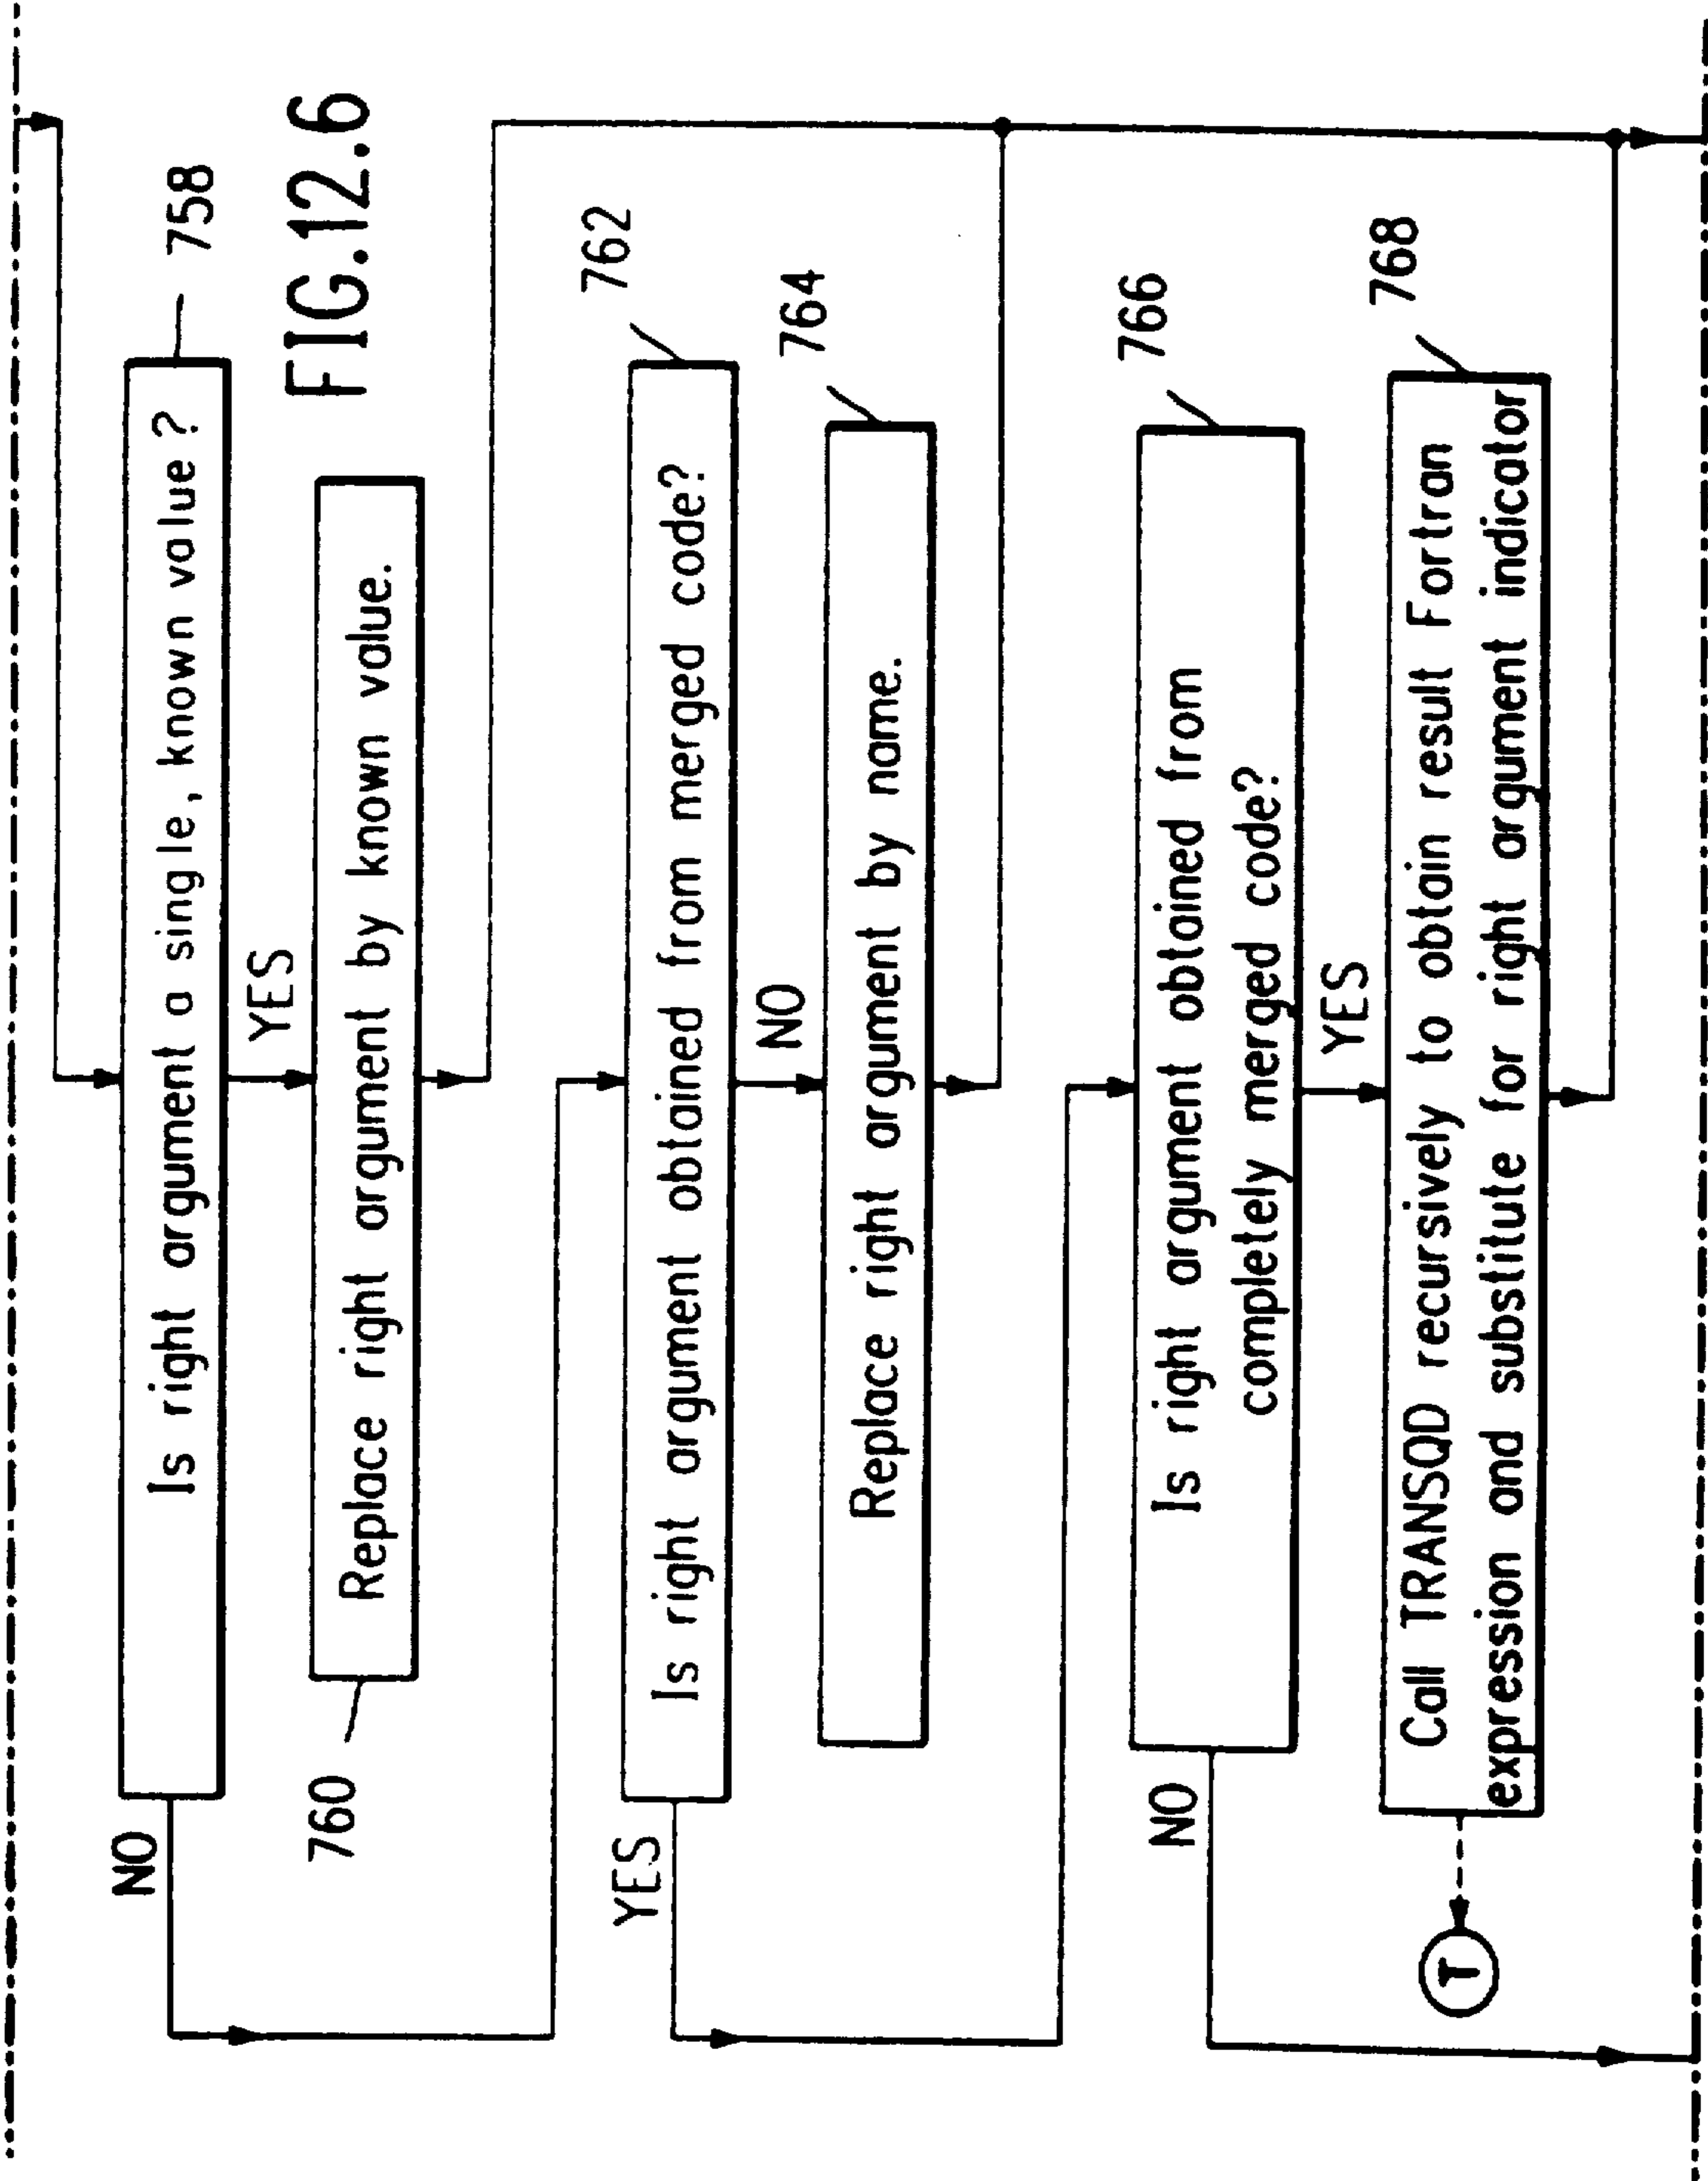 Is right argument a single, known value?
758
NO
YES
FIG.12.6
Replace right argument by known value.
760
Is right argument obtained from merged code?
762
YES
NO
Replace right argument by name.
764
Is right argument obtained from
completely merged code?
766
NO
YES
Call TRANSQD recursively to obtain result Fortran
expression and substitute for right argument indicator
768
T